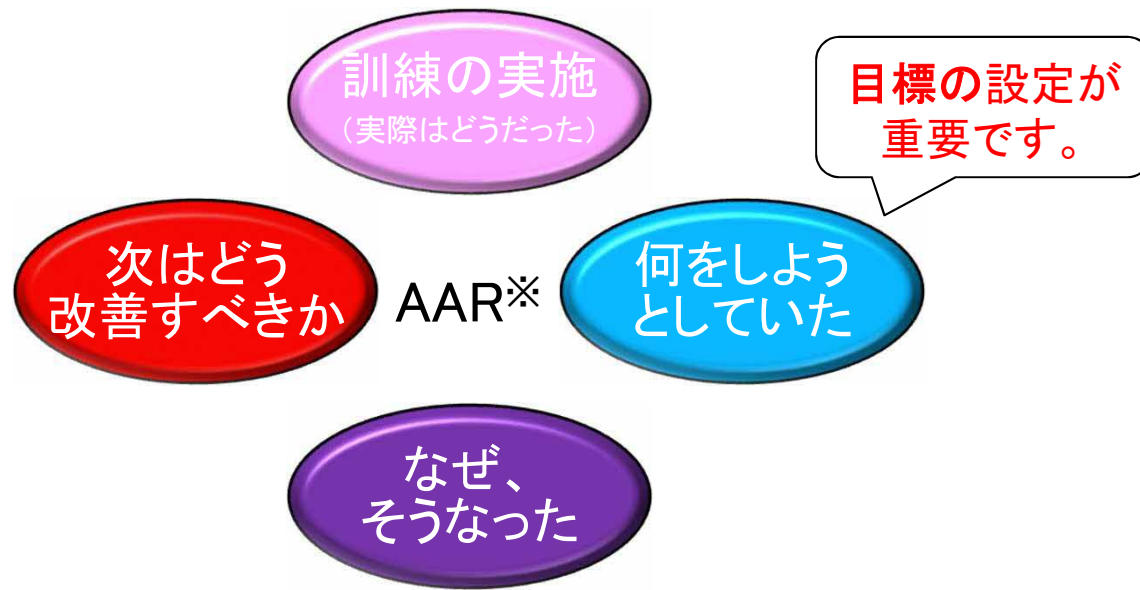 訓練の実施
（実際はどうだった）
目標の設定が
重要です。
次はどう
改善すべきか
AAR※
何をしよう
としていた
なぜ、
そうなった